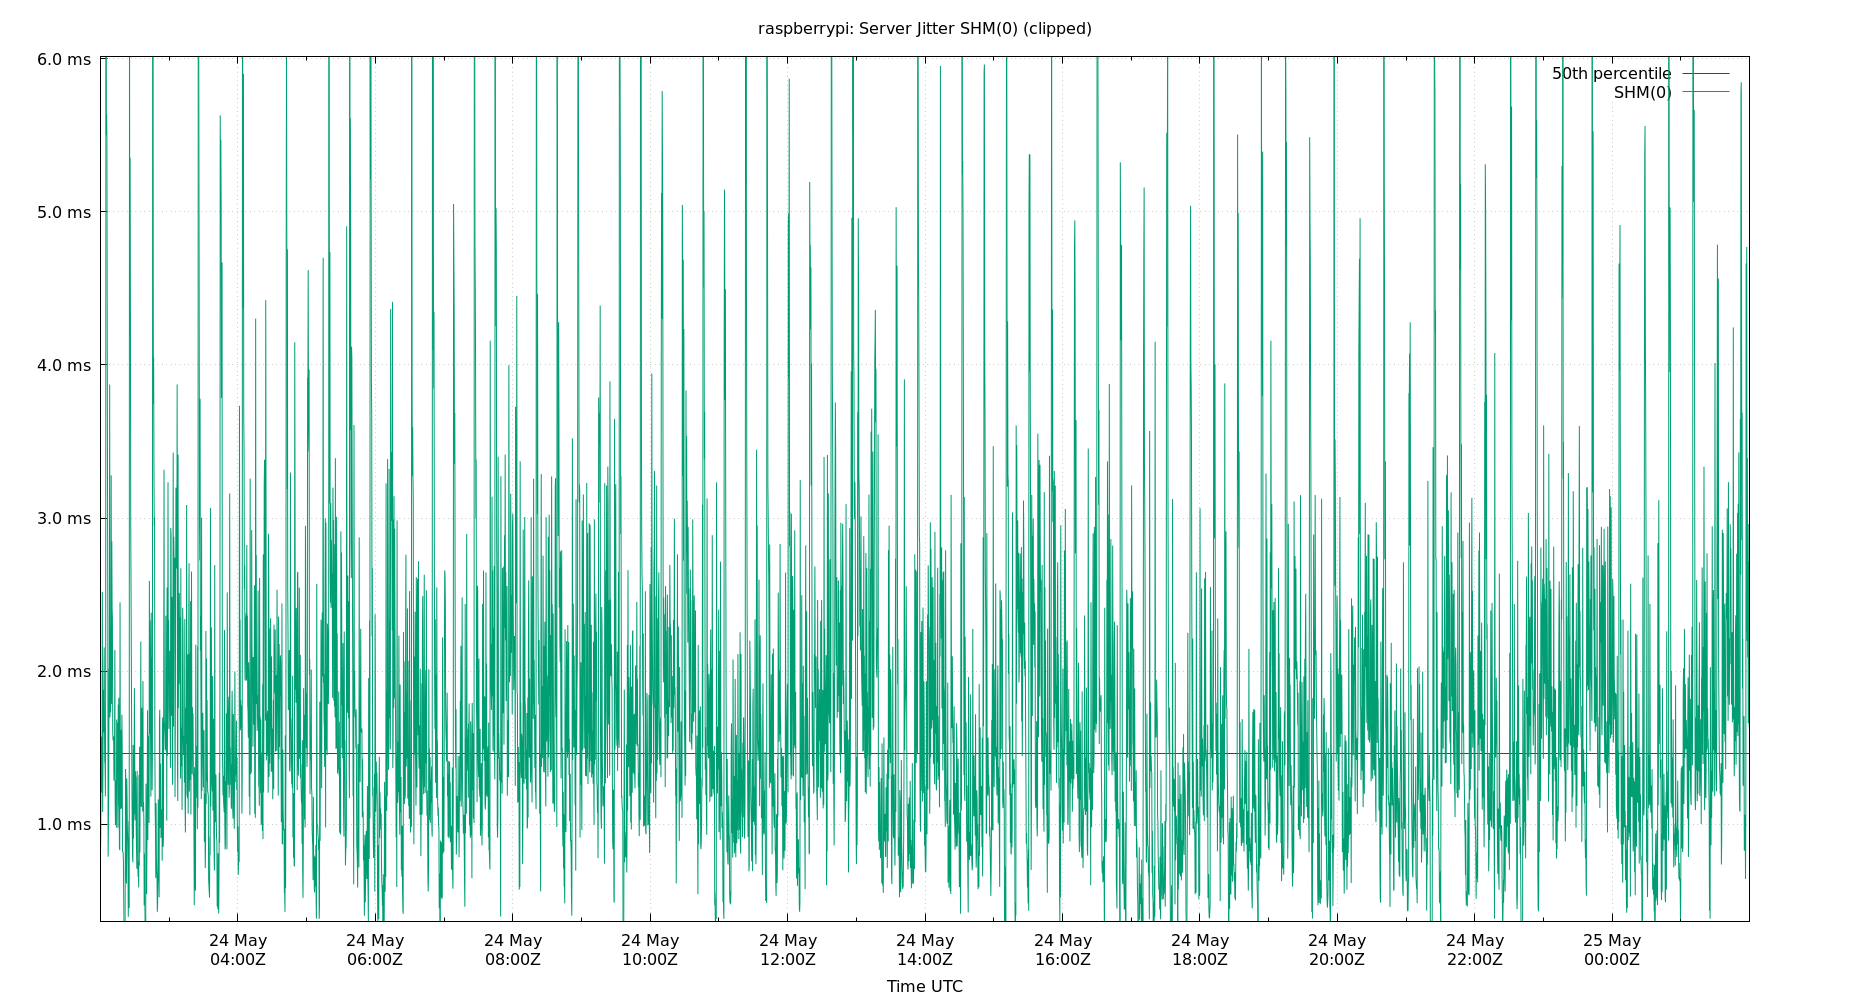 raspberrypi: Server Jitter SHM(0) (clipped)
6.0 ms
5.0 ms
4.0 ms
3.0 ms
2.0 ms
1.0 ms
50th percentile
SHM(0)
24 May
04:00Z
24 May
06:00Z
24 May
08:00Z
24 May
10:00Z
24 May
12:00Z
24 May
14:00Z
24 May
16:00Z
24 May
18:00Z
24 May
20:00Z
24 May
22:00Z
25 May
00:00Z
Time UTC